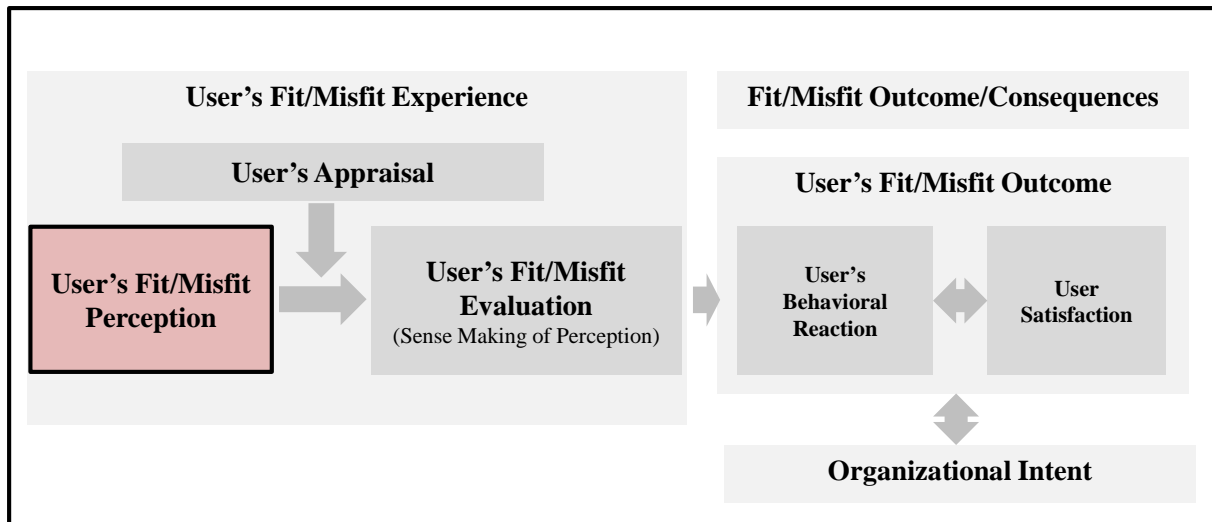 User’s Fit/Misfit Experience
User’s Appraisal
User’s Fit/Misfit
Perception
User’s Fit/Misfit
Evaluation
(Sense Making of Perception)
Fit/Misfit Outcome/Consequences
User’s Fit/Misfit Outcome
User’s
Behavioral
Reaction
User
Satisfaction
Organizational Intent